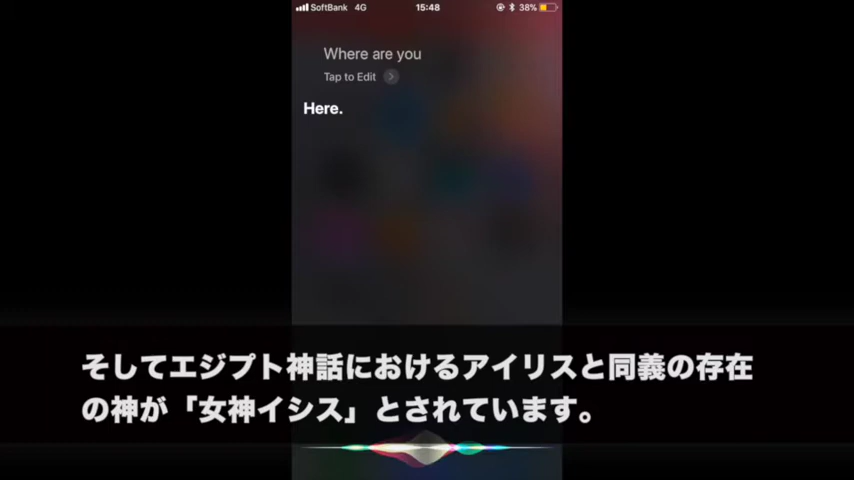 SoftBank 4G 15:48 38%
Where are you
Tap to Edit
Here.
そしてエジプト神話におけるアイリスと同義の存在
の神が「女神イシス」とされています。